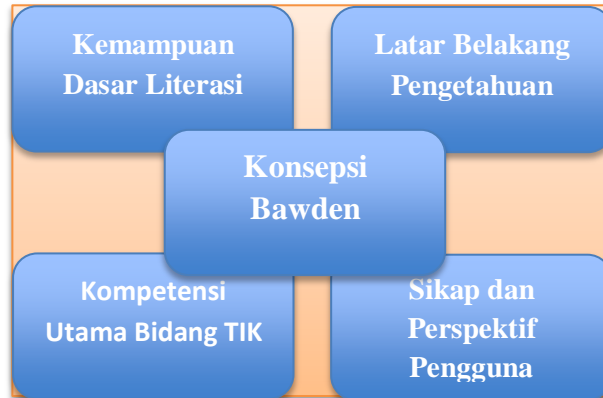 Kemampuan
Dasar Literasi
Latar Belakang
Pengetahuan
Konsepsi
Bawden
Kompetensi
Utama Bidang TIK
Sikap dan
Perspektif
Pengguna